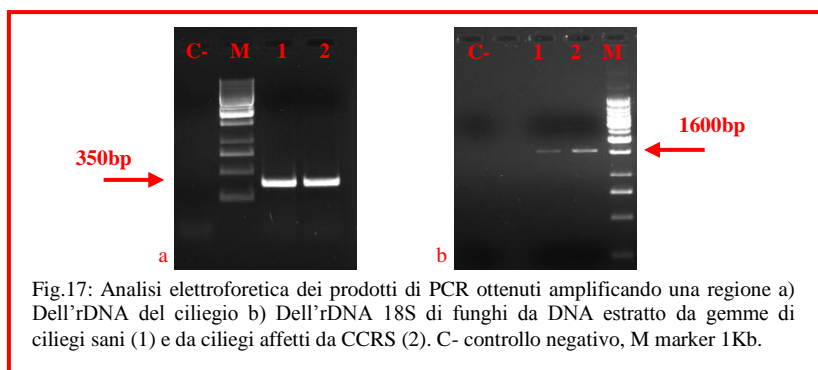 C- M 1 2
C- 1 2 M
350bp
1600bp
a
b
Fig.17: Analisi elettroforetica dei prodotti di PCR ottenuti amplificando una regione a)
Dell'rDNA del ciliegio b) Dell'rDNA 18S di funghi da DNA estratto da gemme di
ciliegi sani (1) e da ciliegi affetti da CCRS (2). C- controllo negativo, M marker 1Kb.